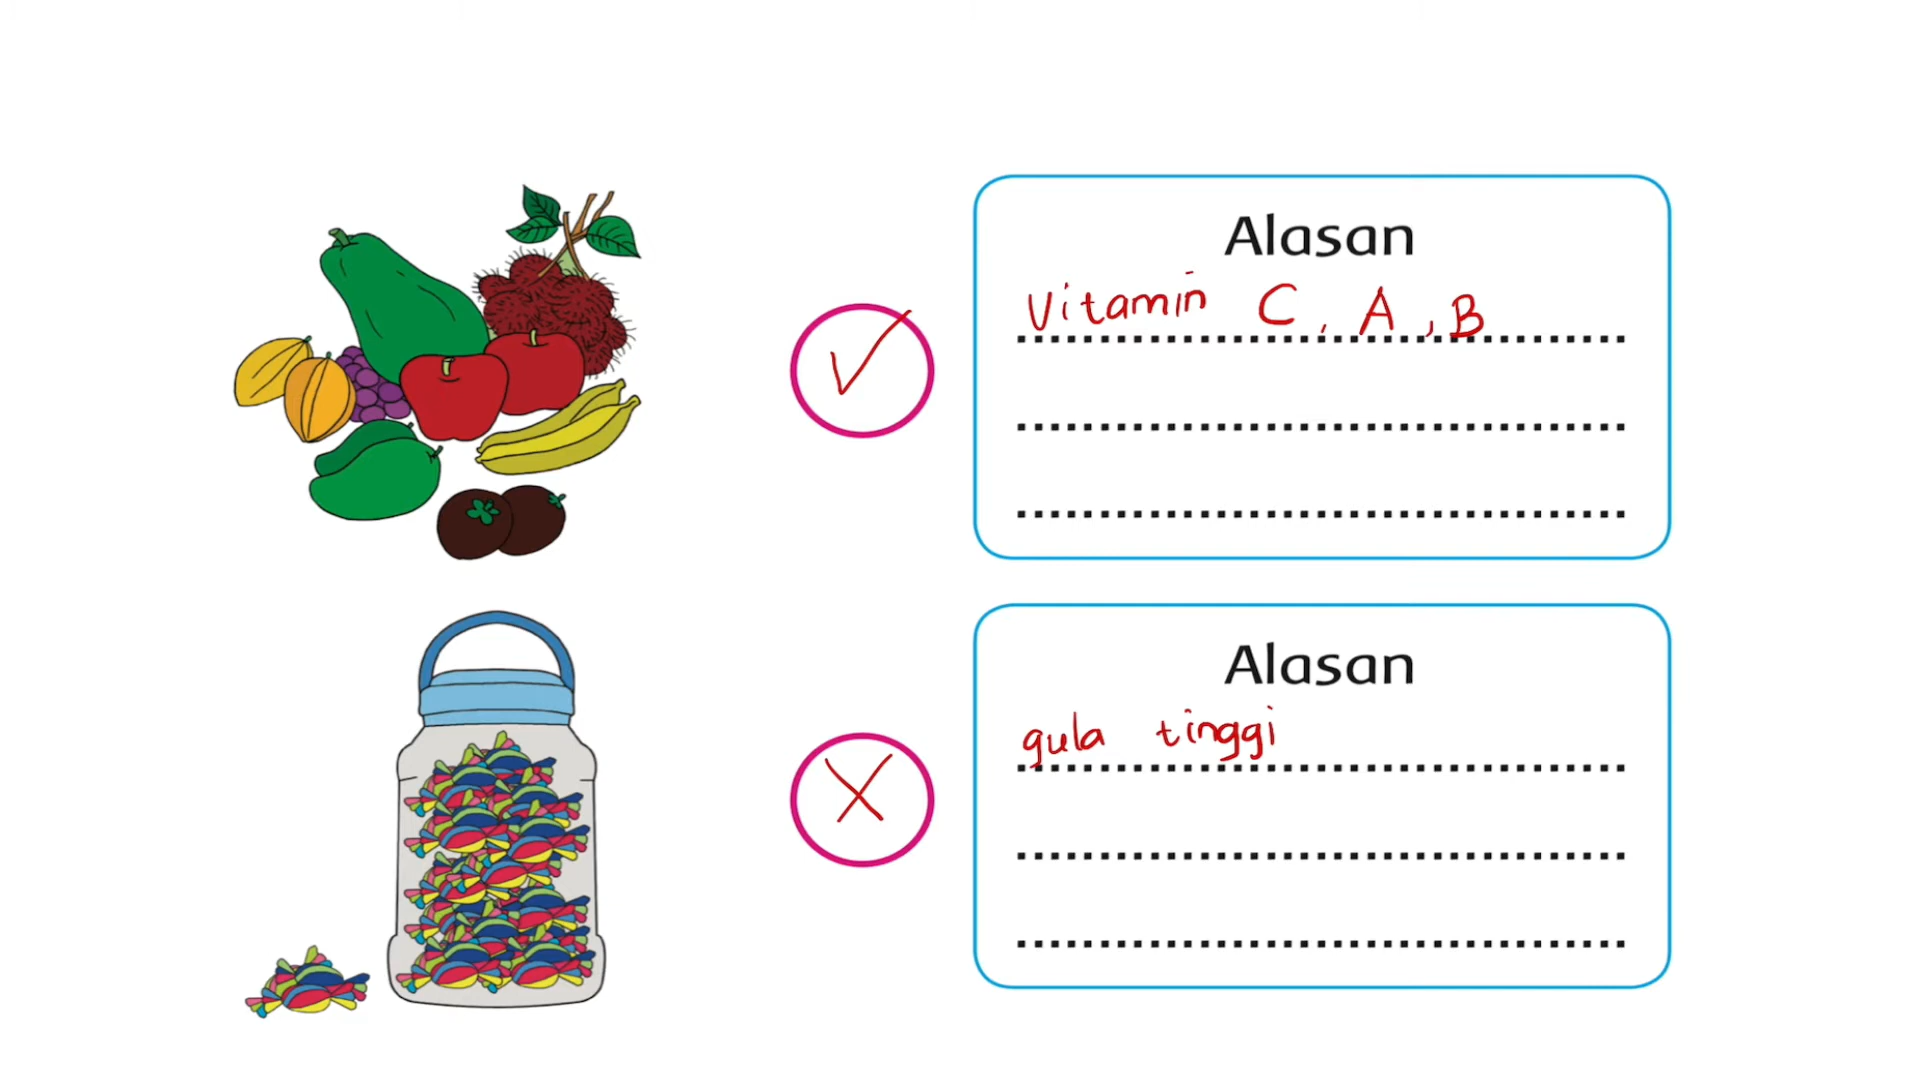 Alasan
Vitamin C, A, B
✓
Alasan
gula tinggi
X